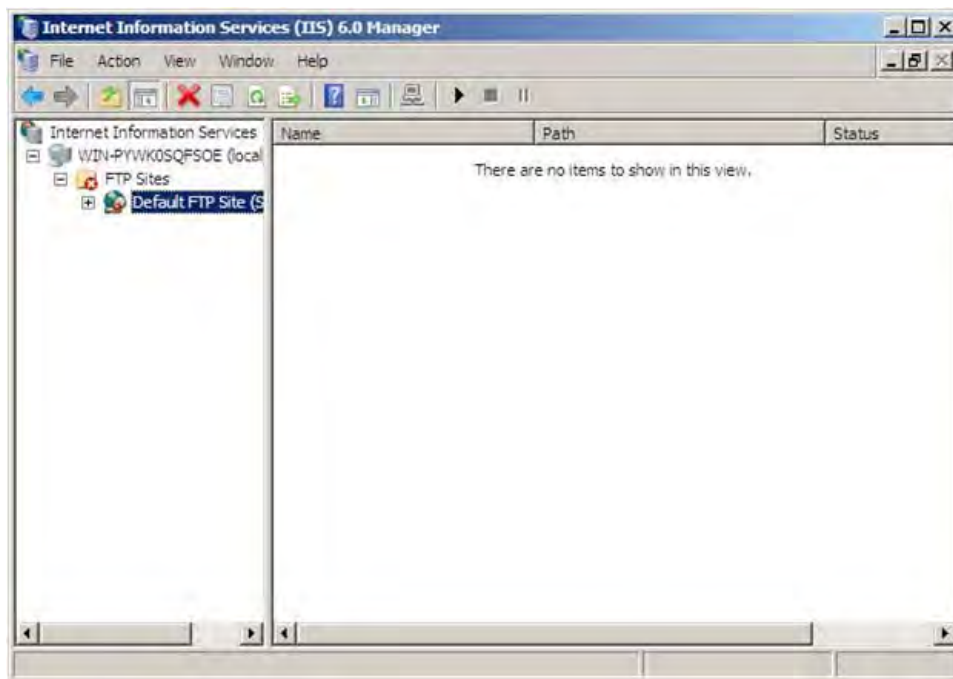 Internet Information Services (IIS) 6.0 Manager
File Action View Window Help
Internet Information Services
WIN-PYWK0SQFSOE (local
FTP Sites
Default FTP Site (S
Name Path Status
There are no items to show in this view.